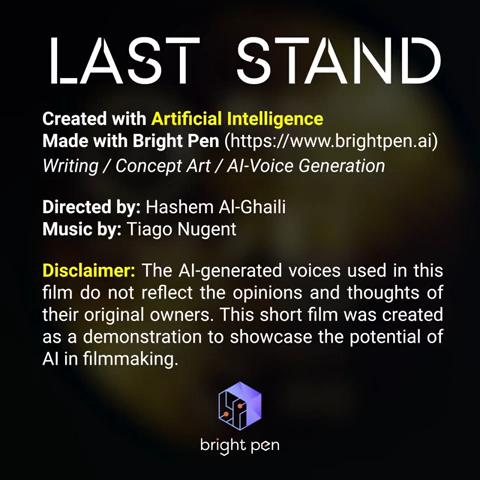 LAST STAND
Created with Artificial Intelligence
Made with Bright Pen (https://www.brightpen.ai)
Writing / Concept Art / AI-Voice Generation
Directed by: Hashem Al-Ghaili
Music by: Tiago Nugent
Disclaimer: The AI-generated voices used in this
film do not reflect the opinions and thoughts of
their original owners. This short film was created
as a demonstration to showcase the potential of
AI in filmmaking.
bright pen